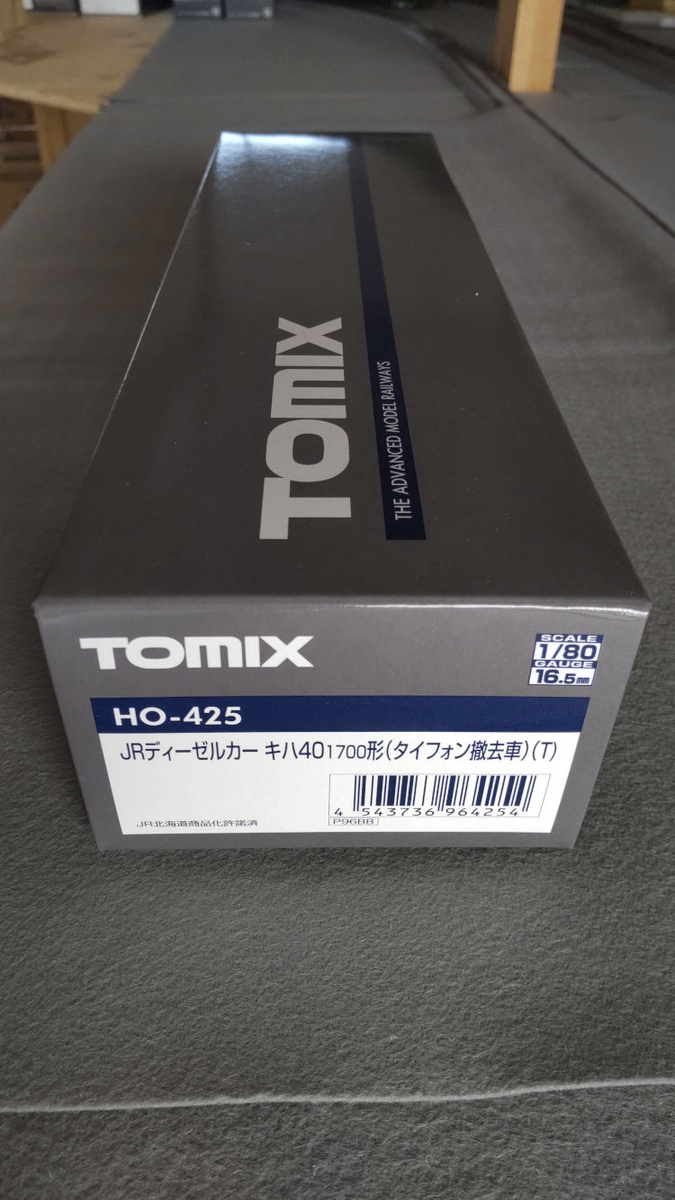 TOMIX
THE ADVANCED MODEL RAILWAYS
TOMIX
SCALE
1/80
GAUGE
16.5mm
HO-425
JRディーゼルカー キハ401700形(タイフォン撤去車)(T)
4 543736 964254
JR北海道商品化許諾済
P96BB